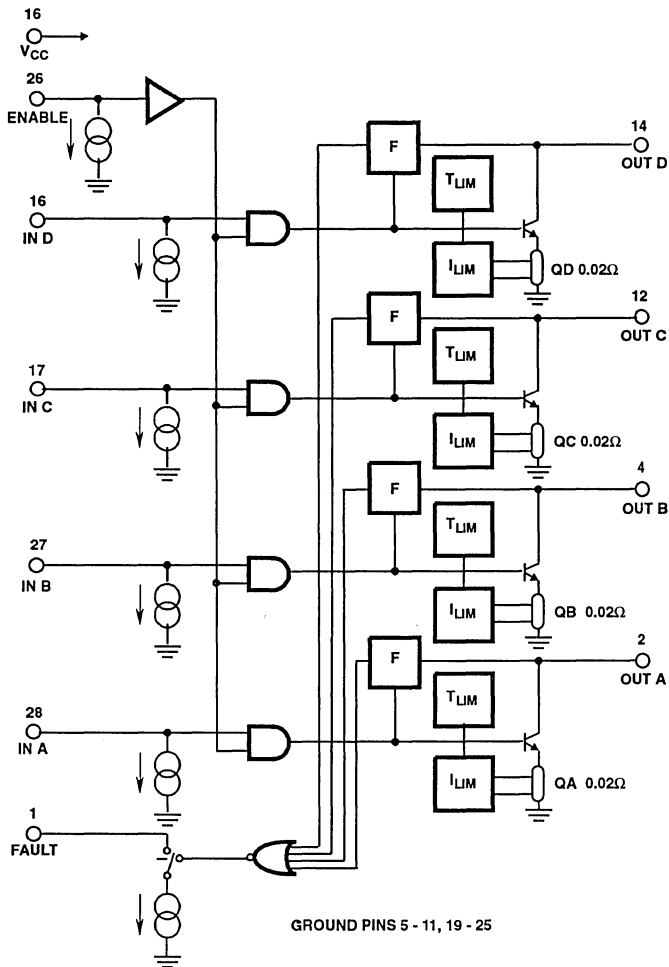 16
VCC
26
ENABLE
14
F
OUT D
TLIM
16
IN D
ILIM
QD 0.02Ω
12
F
OUT C
TLIM
17
IN C
ILIM
QC 0.02Ω
4
F
OUT B
TLIM
27
IN B
ILIM
QB 0.02Ω
2
F
OUT A
TLIM
28
IN A
ILIM
QA 0.02Ω
1
FAULT
GROUND PINS 5 - 11, 19 - 25